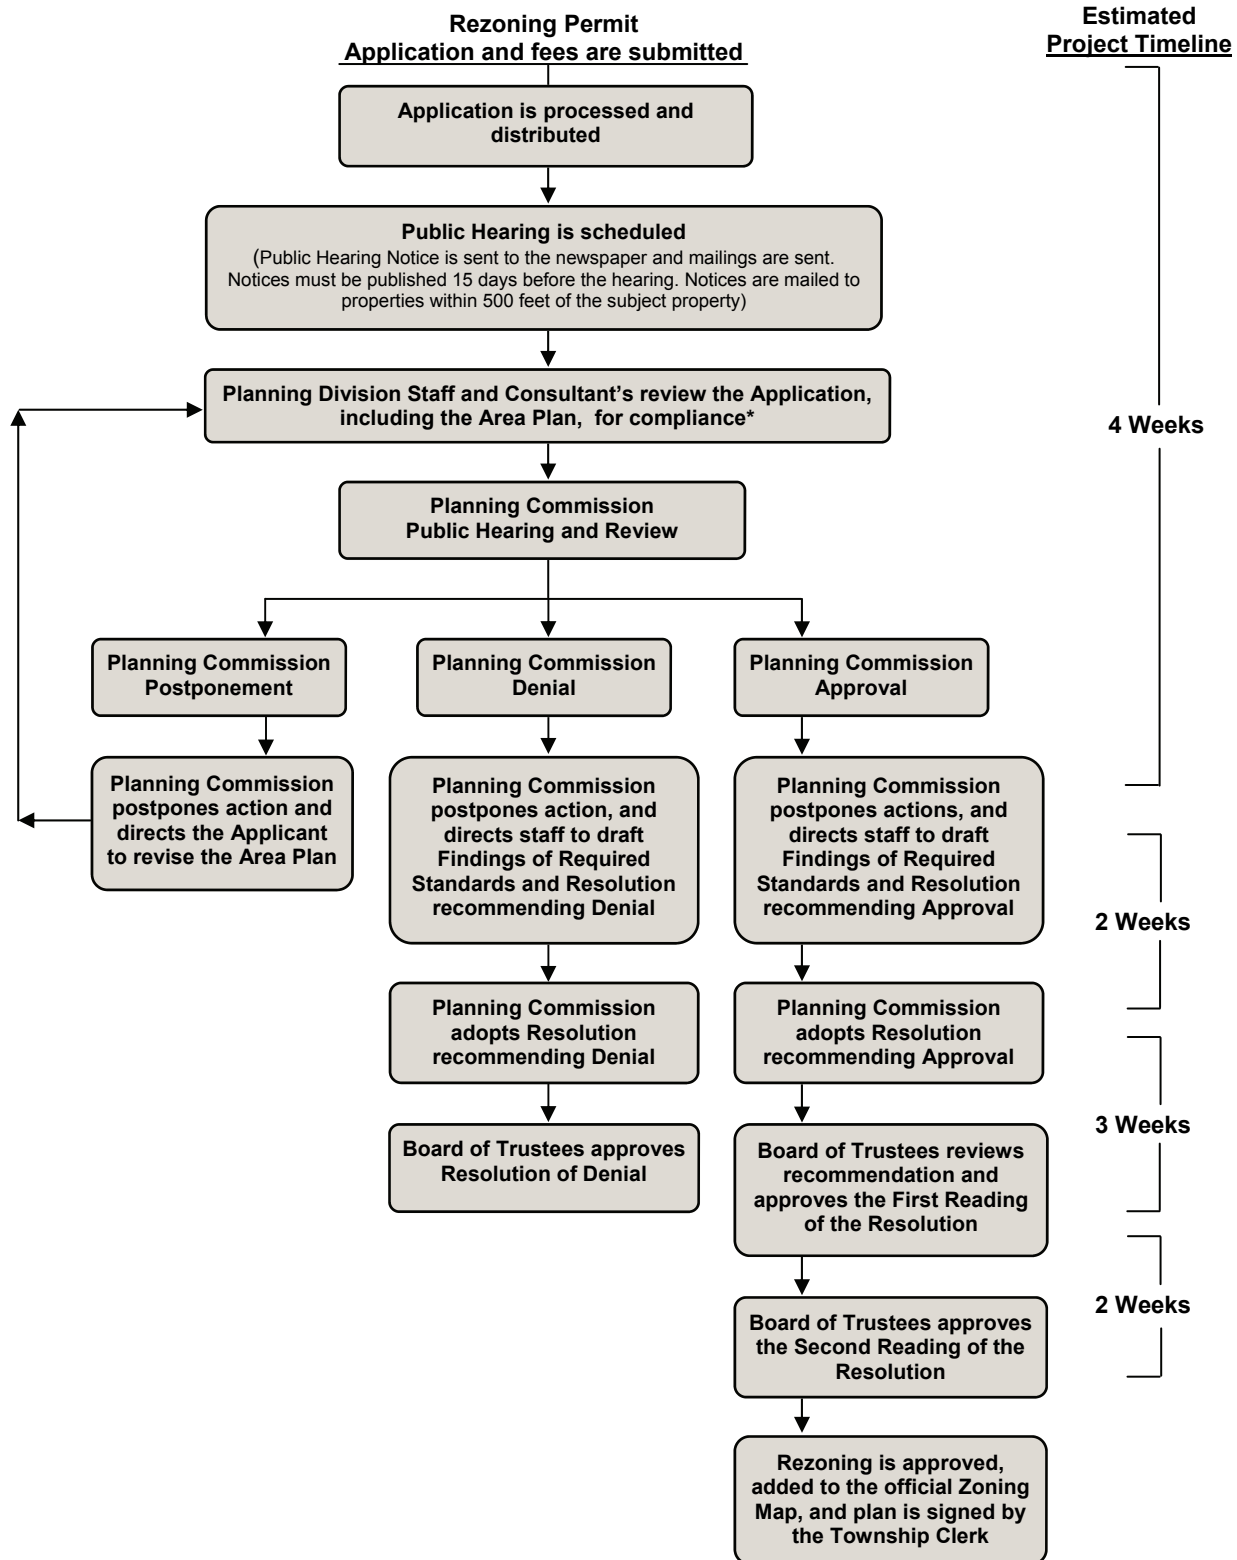 Rezoning Permit
Application and fees are submitted
Estimated
Project Timeline
Application is processed and
distributed
Public Hearing is scheduled
(Public Hearing Notice is sent to the newspaper and mailings are sent.
Notices must be published 15 days before the hearing. Notices are mailed to
properties within 500 feet of the subject property)
Planning Division Staff and Consultant's review the Application,
including the Area Plan,  for compliance*
4 Weeks
Planning Commission
Public Hearing and Review
Planning Commission
Postponement
Planning Commission
Denial
Planning Commission
Approval
Planning Commission
postpones action and
directs the Applicant
to revise the Area Plan
Planning Commission
postpones action, and
directs staff to draft
Findings of Required
Standards and Resolution
recommending Denial
Planning Commission
postpones actions, and
directs staff to draft
Findings of Required
Standards and Resolution
recommending Approval
2 Weeks
Planning Commission
adopts Resolution
recommending Denial
Planning Commission
adopts Resolution
recommending Approval
3 Weeks
Board of Trustees approves
Resolution of Denial
Board of Trustees reviews
recommendation and
approves the First Reading
of the Resolution
2 Weeks
Board of Trustees approves
the Second Reading of the
Resolution
Rezoning is approved,
added to the official Zoning
Map, and plan is signed by
the Township Clerk